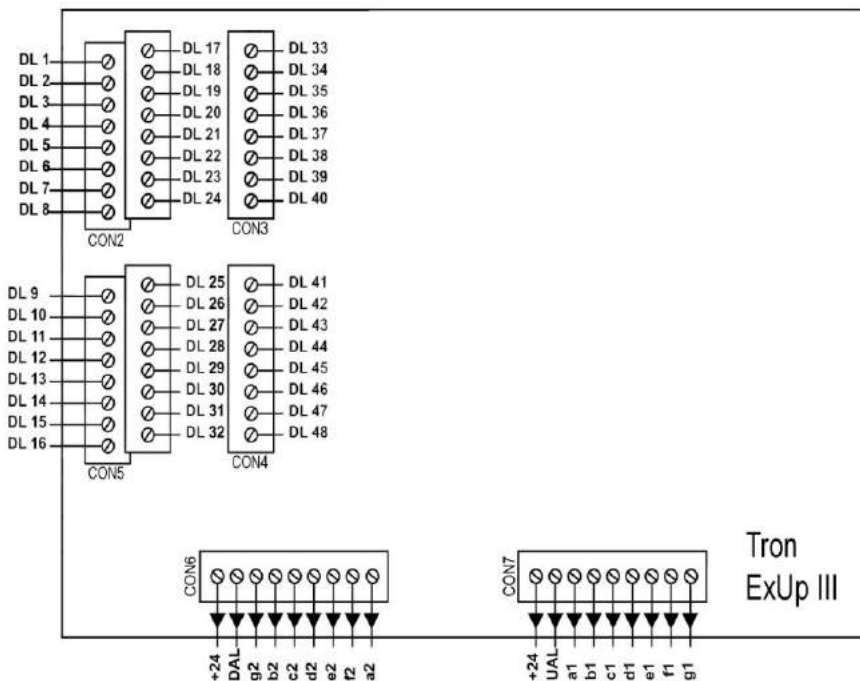 DL 1
DL 2
DL 3
DL 4
DL 5
DL 6
DL 7
DL 8
CON2
DL 17
DL 18
DL 19
DL 20
DL 21
DL 22
DL 23
DL 24
DL 33
DL 34
DL 35
DL 36
DL 37
DL 38
DL 39
DL 40
CON3
DL 9
DL 10
DL 11
DL 12
DL 13
DL 14
DL 15
DL 16
CON5
DL 25
DL 26
DL 27
DL 28
DL 29
DL 30
DL 31
DL 32
DL 41
DL 42
DL 43
DL 44
DL 45
DL 46
DL 47
DL 48
CON4
CON6
+24
DAL
g2
b2
c2
d2
e2
f2
a2
CON7
+24
UAL
a1
b1
c1
d1
e1
f1
g1
Tron
ExUp III